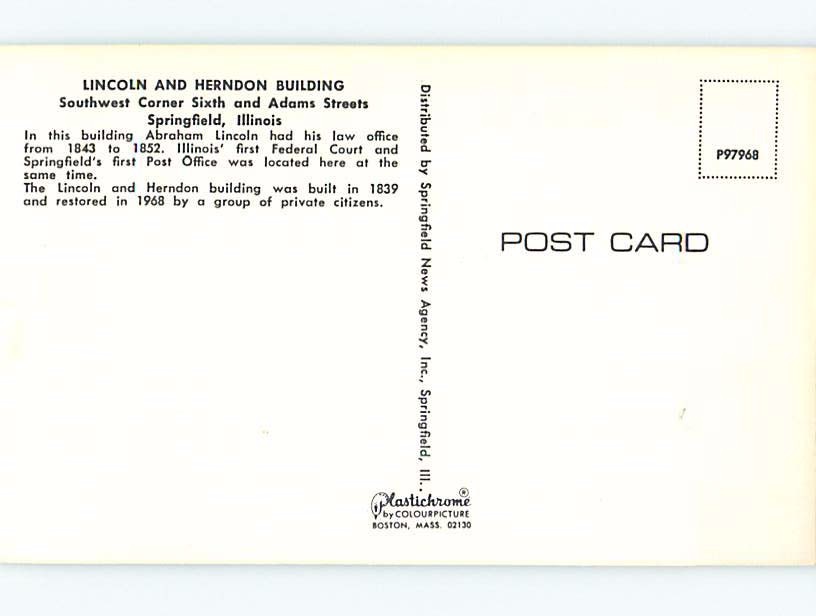 LINCOLN AND HERNDON BUILDING
Southwest Corner Sixth and Adams Streets
Springfield, Illinois
In this building Abraham Lincoln had his law office
from 1843 to 1852. Illinois' first Federal Court and
Springfield's first Post Office was located here at the
same time.
The Lincoln and Herndon building was built in 1839
and restored in 1968 by a group of private citizens.
Distributed by Springfield News Agency, Inc., Springfield, Ill.
Plastichrome®
by COLOURPICTURE
BOSTON, MASS. 02130
P97968
POST CARD